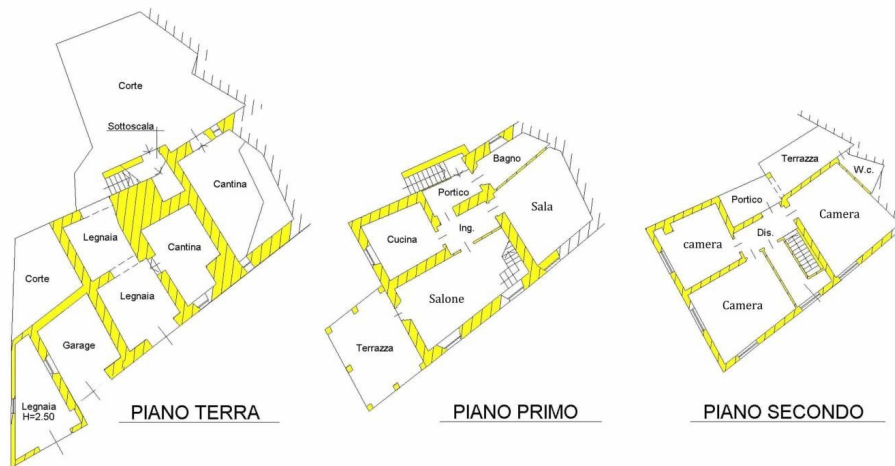 Corte
Sottoscala
Cantina
Legnaia
Cantina
Corte
Legnaia
Garage
Legnaia
H=2.50
PIANO TERRA
Bagno
Portico
Sala
Cucina
Ing.
Salone
Terrazza
PIANO PRIMO
Terrazza
W.c.
Portico
Camera
Dis.
camera
Camera
PIANO SECONDO